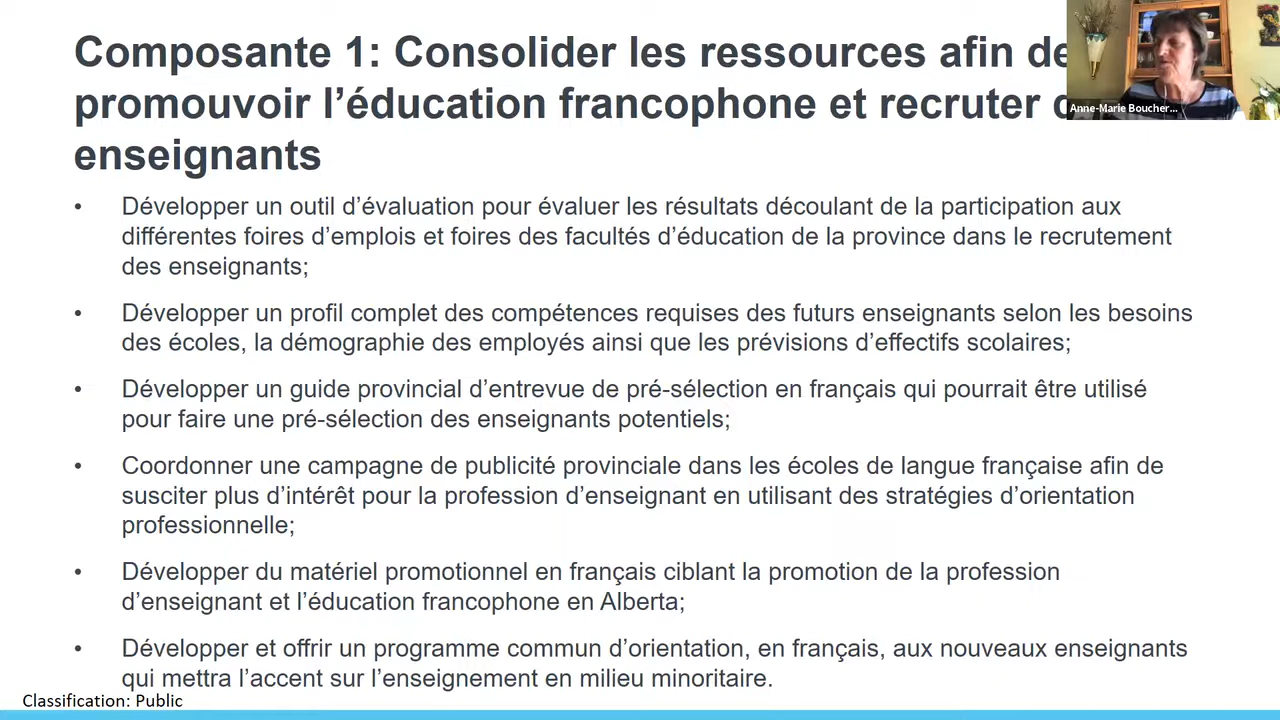 Composante 1: Consolider les ressources afin de
promouvoir l’éducation francophone et recruter
enseignants
Anne-Marie Boucher...
• Développer un outil d’évaluation pour évaluer les résultats découlant de la participation aux
différentes foires d’emplois et foires des facultés d’éducation de la province dans le recrutement
des enseignants;
• Développer un profil complet des compétences requises des futurs enseignants selon les besoins
des écoles, la démographie des employés ainsi que les prévisions d’effectifs scolaires;
• Développer un guide provincial d’entrevue de pré-sélection en français qui pourrait être utilisé
pour faire une pré-sélection des enseignants potentiels;
• Coordonner une campagne de publicité provinciale dans les écoles de langue française afin de
susciter plus d’intérêt pour la profession d’enseignant en utilisant des stratégies d’orientation
professionnelle;
• Développer du matériel promotionnel en français ciblant la promotion de la profession
d’enseignant et l’éducation francophone en Alberta;
• Développer et offrir un programme commun d’orientation, en français, aux nouveaux enseignants
qui mettra l’accent sur l’enseignement en milieu minoritaire.
Classification: Public